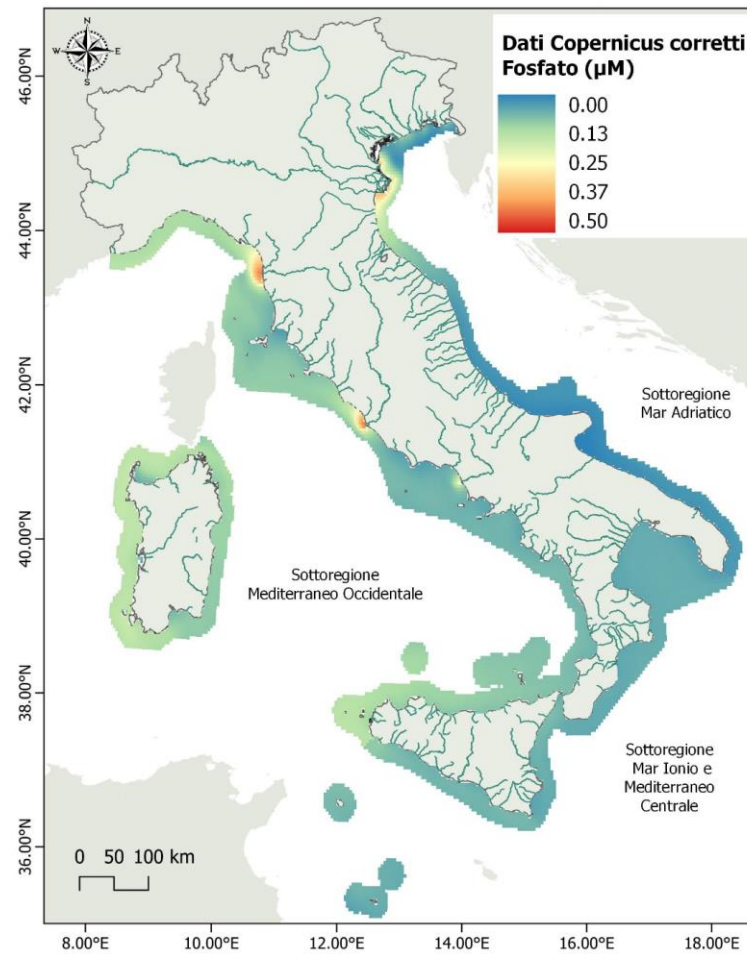 N
W E
S
Dati Copernicus corretti
Fosfato (µM)
0.00
0.13
0.25
0.37
0.50
46.00°N
44.00°N
42.00°N
40.00°N
38.00°N
36.00°N
Sottoregione
Mar Adriatico
Sottoregione
Mediterraneo Occidentale
Sottoregione
Mar Ionio e
Mediterraneo
Centrale
0 50 100 km
8.00°E 10.00°E 12.00°E 14.00°E 16.00°E 18.00°E